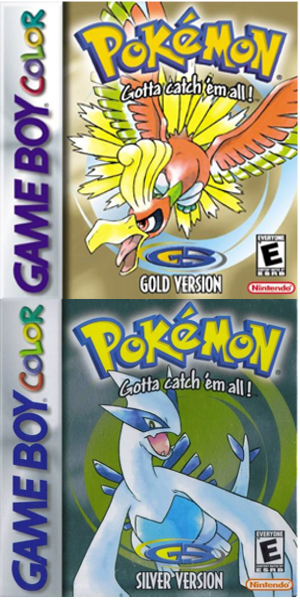 GAME BOY COLOR
POKéMON
Gotta catch 'em all!
GS
GOLD VERSION
EVERYONE
E
ESRB
Nintendo
GAME BOY COLOR
POKéMON
Gotta catch 'em all!
GS
SILVER VERSION
EVERYONE
E
ESRB
Nintendo